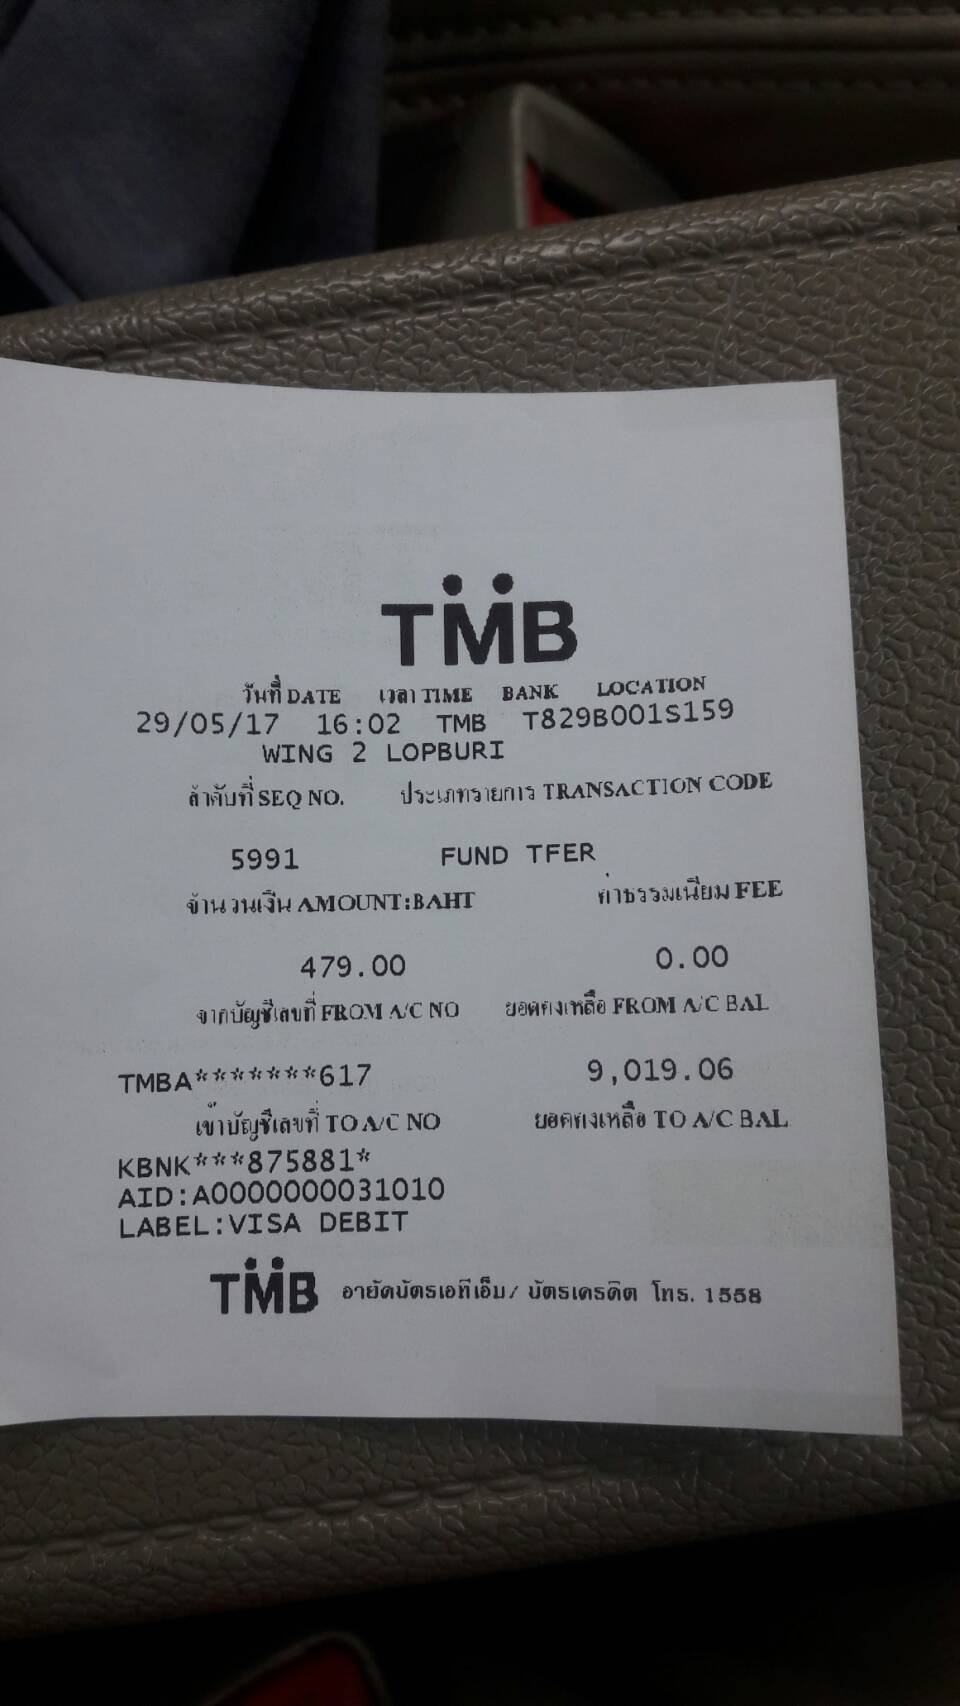 TMB
วันที่ DATE เวลา TIME BANK LOCATION
29/05/17 16:02 TMB T829B001S159
WING 2 LOPBURI
ลำดับที่ SEQ NO. ประเภทรายการ TRANSACTION CODE
5991 FUND TFER
จำนวนเงิน AMOUNT:BAHT ค่าธรรมเนียม FEE
479.00 0.00
จากบัญชีเลขที่ FROM A/C NO ยอดคงเหลือ FROM A/C BAL
TMBA*******617 9,019.06
เข้าบัญชีเลขที่ TO A/C NO ยอดคงเหลือ TO A/C BAL
KBNK***875881*
AID:A0000000031010
LABEL:VISA DEBIT
TMB อายัดบัตรเอทีเอ็ม/ บัตรเครดิต โทร. 1558